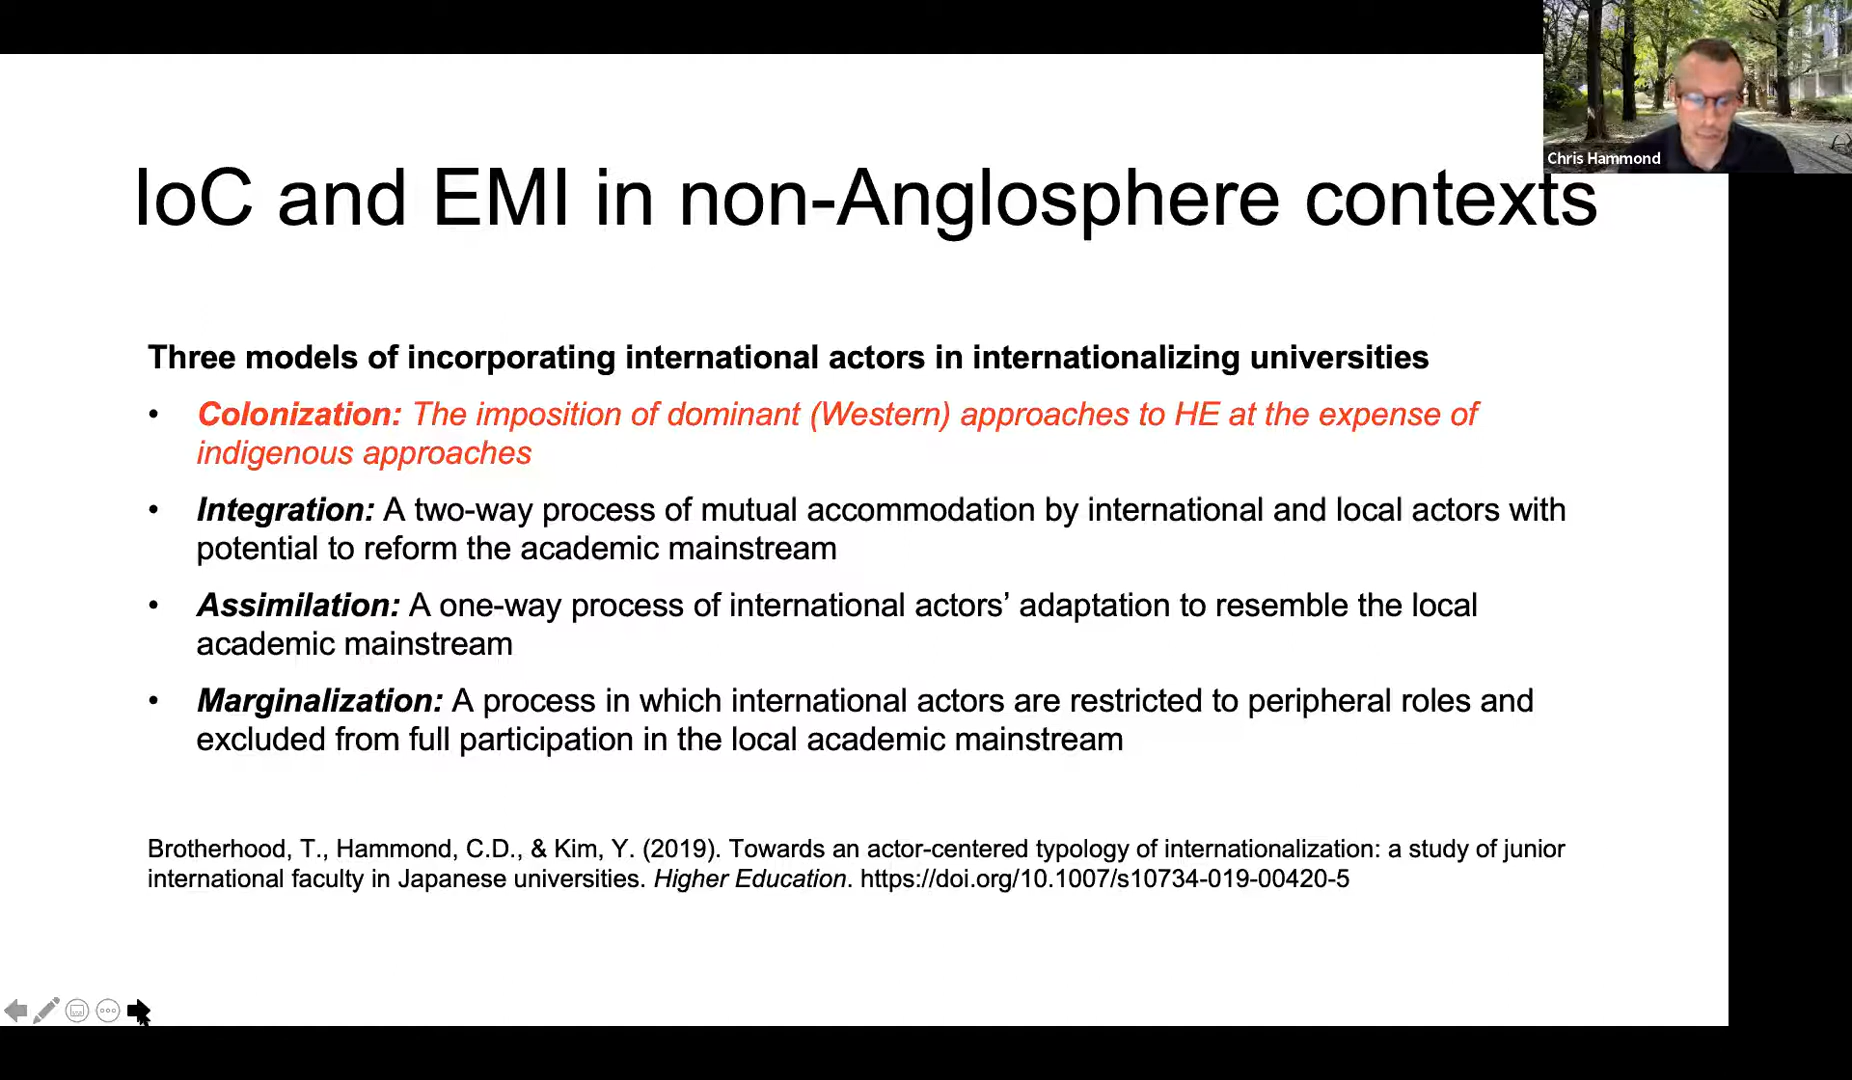 Chris Hammond
IoC and EMI in non-Anglosphere contexts
Three models of incorporating international actors in internationalizing universities
• Colonization: The imposition of dominant (Western) approaches to HE at the expense of
indigenous approaches
• Integration: A two-way process of mutual accommodation by international and local actors with
potential to reform the academic mainstream
• Assimilation: A one-way process of international actors’ adaptation to resemble the local
academic mainstream
• Marginalization: A process in which international actors are restricted to peripheral roles and
excluded from full participation in the local academic mainstream
Brotherhood, T., Hammond, C.D., & Kim, Y. (2019). Towards an actor-centered typology of internationalization: a study of junior
international faculty in Japanese universities. Higher Education. https://doi.org/10.1007/s10734-019-00420-5